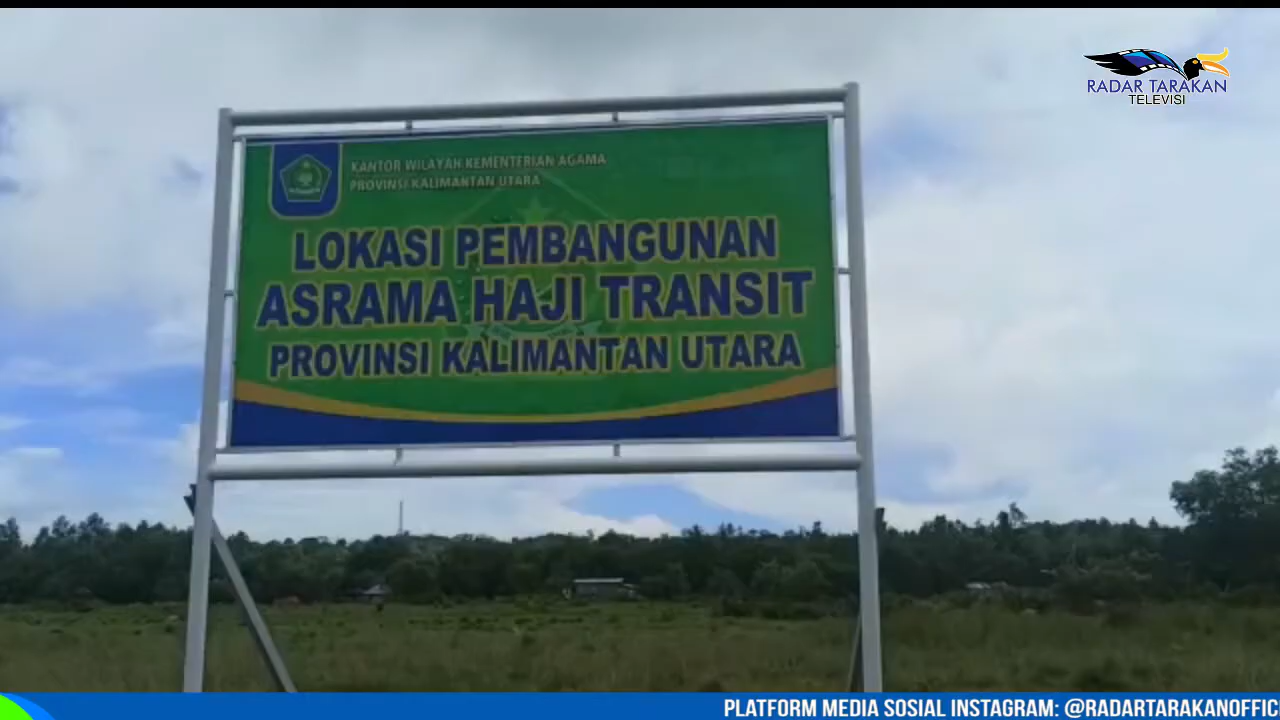 RADAR TARAKAN
TELEVISI
KANTOR WILAYAH KEMENTERIAN AGAMA
PROVINSI KALIMANTAN UTARA
LOKASI PEMBANGUNAN
ASRAMA HAJI TRANSIT
PROVINSI KALIMANTAN UTARA
PLATFORM MEDIA SOSIAL INSTAGRAM: @RADARTARAKANOFFIC